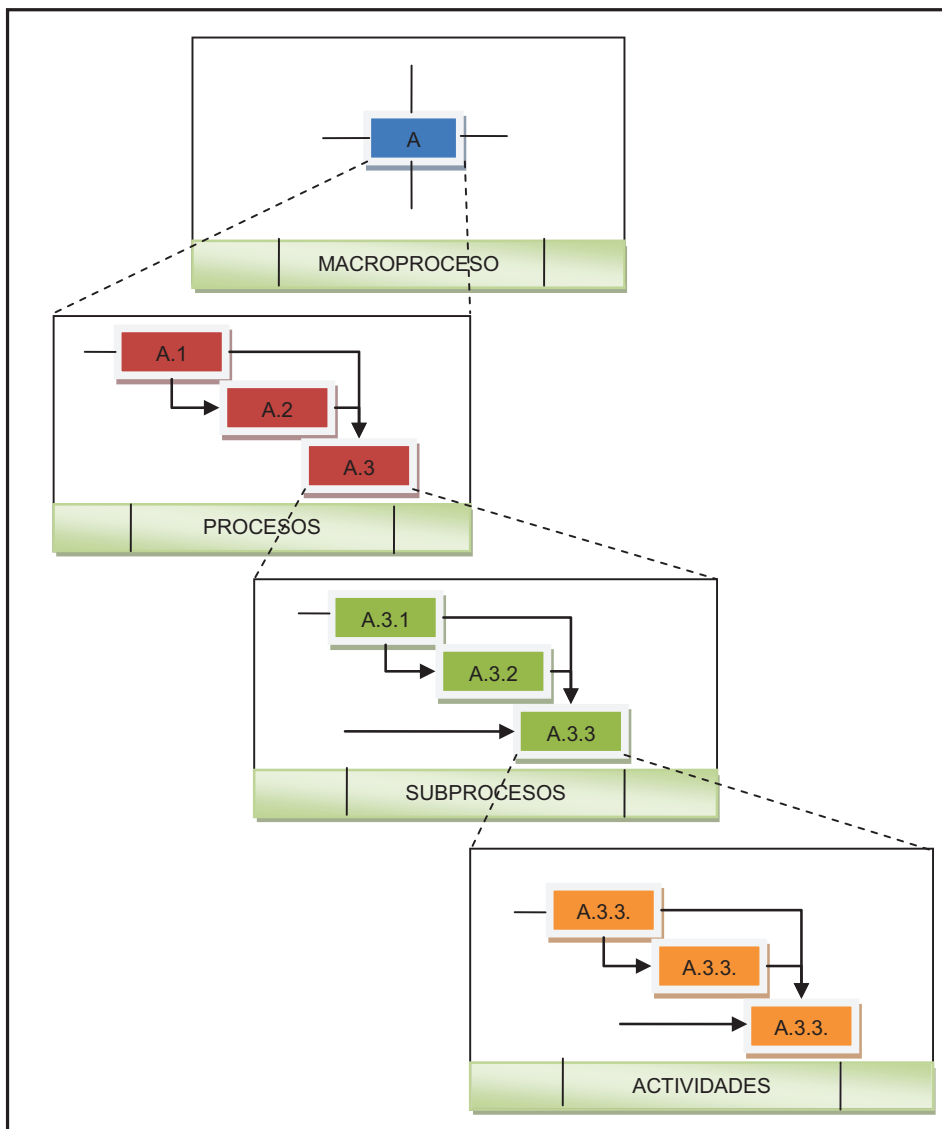 A
MACROPROCESO
A.1
A.2
A.3
PROCESOS
A.3.1
A.3.2
A.3.3
SUBPROCESOS
A.3.3.
A.3.3.
A.3.3.
ACTIVIDADES